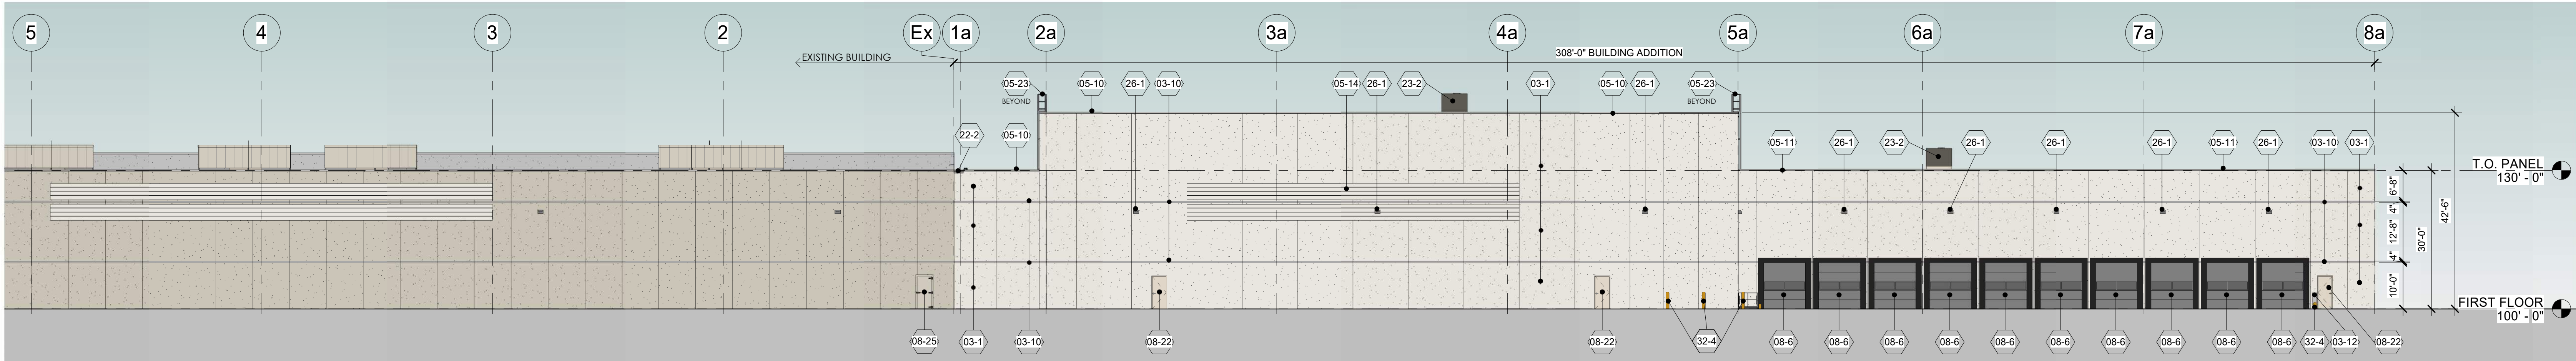 5 4 3 2 Ex 1a 2a 3a 4a 5a 6a 7a 8a
EXISTING BUILDING
308'-0" BUILDING ADDITION
05-23 05-10 26-1 03-10 05-14 26-1 23-2 03-1 05-10 26-1 05-23
BEYOND BEYOND
22-2 05-10 05-11 26-1 23-2 26-1 26-1 26-1 05-11 26-1 03-10 03-1
T.O. PANEL
130' - 0"
6'-8"
4"
12'-8"
4"
10'-0"
30'-0"
42'-6"
FIRST FLOOR
100' - 0"
08-25 03-1 03-10 08-22 08-22 32-4 08-6 08-6 08-6 08-6 08-6 08-6 08-6 08-6 08-6 08-6 32-4 03-12 08-22